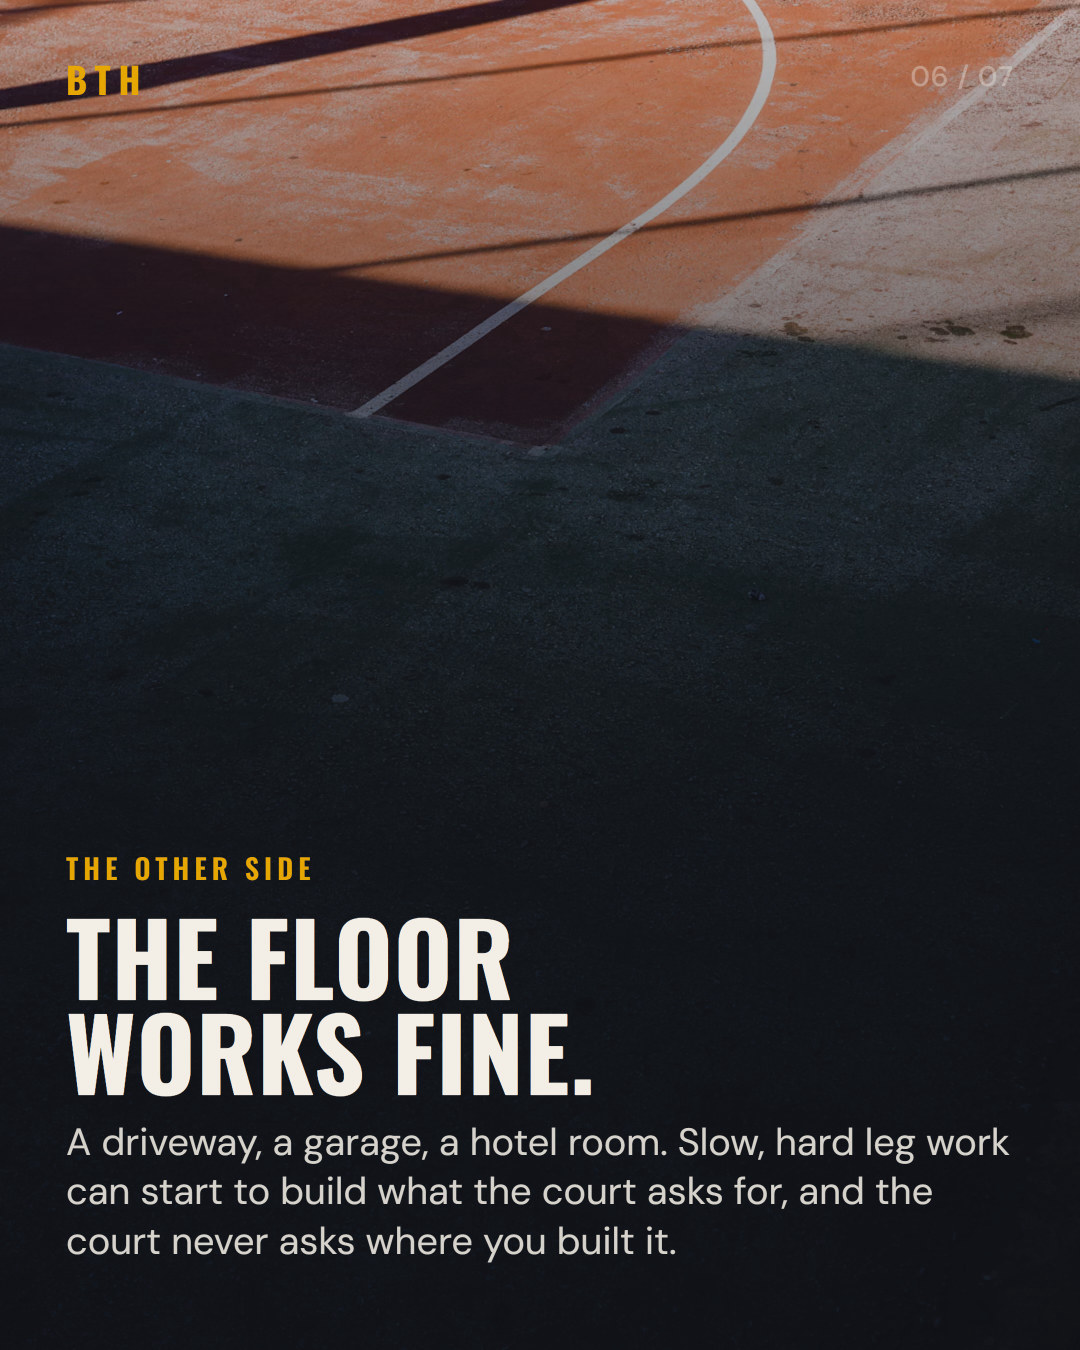 BTH
06 / 07
THE OTHER SIDE
THE FLOOR
WORKS FINE.
A driveway, a garage, a hotel room. Slow, hard leg work
can start to build what the court asks for, and the
court never asks where you built it.